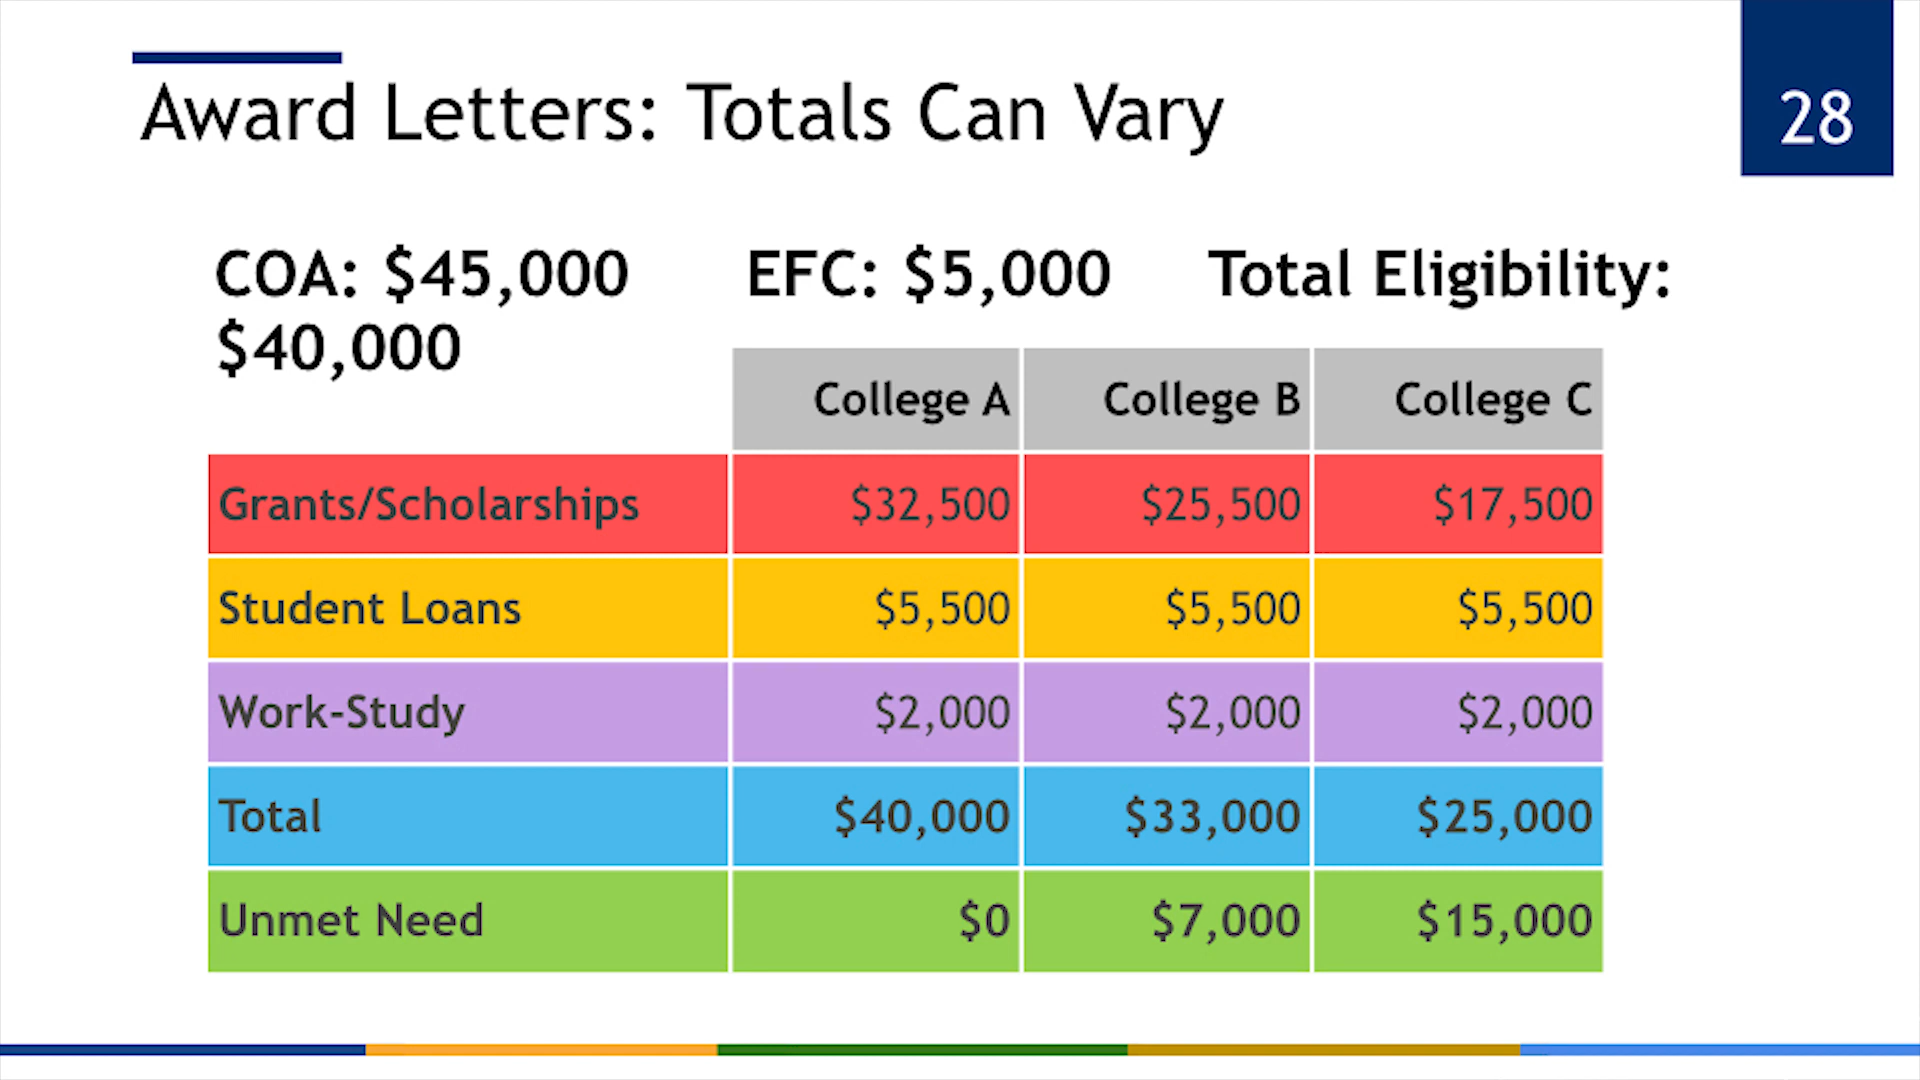 28
Award Letters: Totals Can Vary
COA: $45,000 EFC: $5,000 Total Eligibility:
$40,000
College A College B College C
Grants/Scholarships $32,500 $25,500 $17,500
Student Loans $5,500 $5,500 $5,500
Work-Study $2,000 $2,000 $2,000
Total $40,000 $33,000 $25,000
Unmet Need $0 $7,000 $15,000